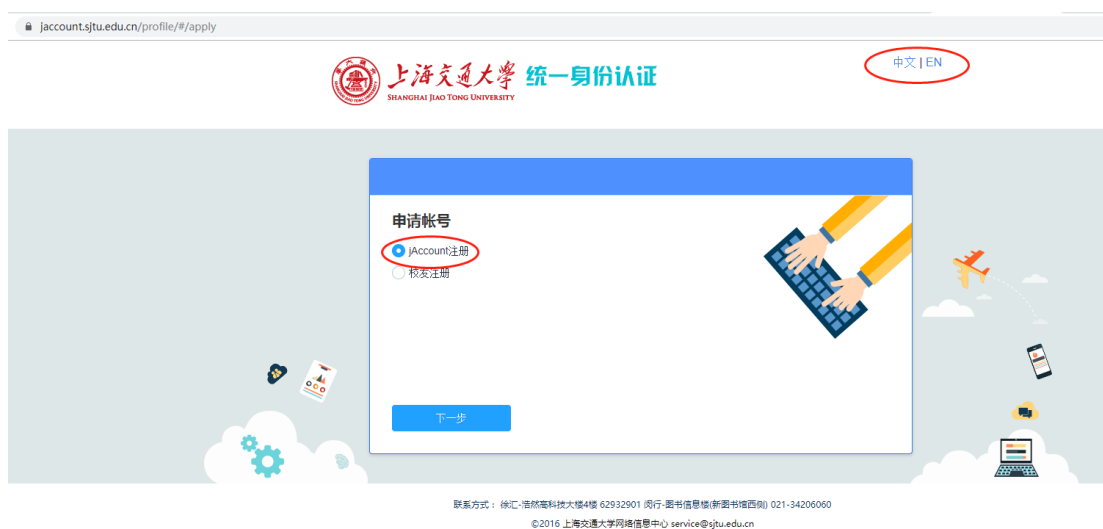 jaccount.sjtu.edu.cn/profile/#/apply
上海交通大學 统一身份认证
SHANGHAI JIAO TONG UNIVERSITY
中文 | EN
申请帐号
jAccount注册
校友注册
下一步
联系方式： 徐汇-浩然高科技大楼4楼 62932901 闵行-图书信息楼(新图书馆西侧) 021-34206060
©2016 上海交通大学网络信息中心 service@sjtu.edu.cn